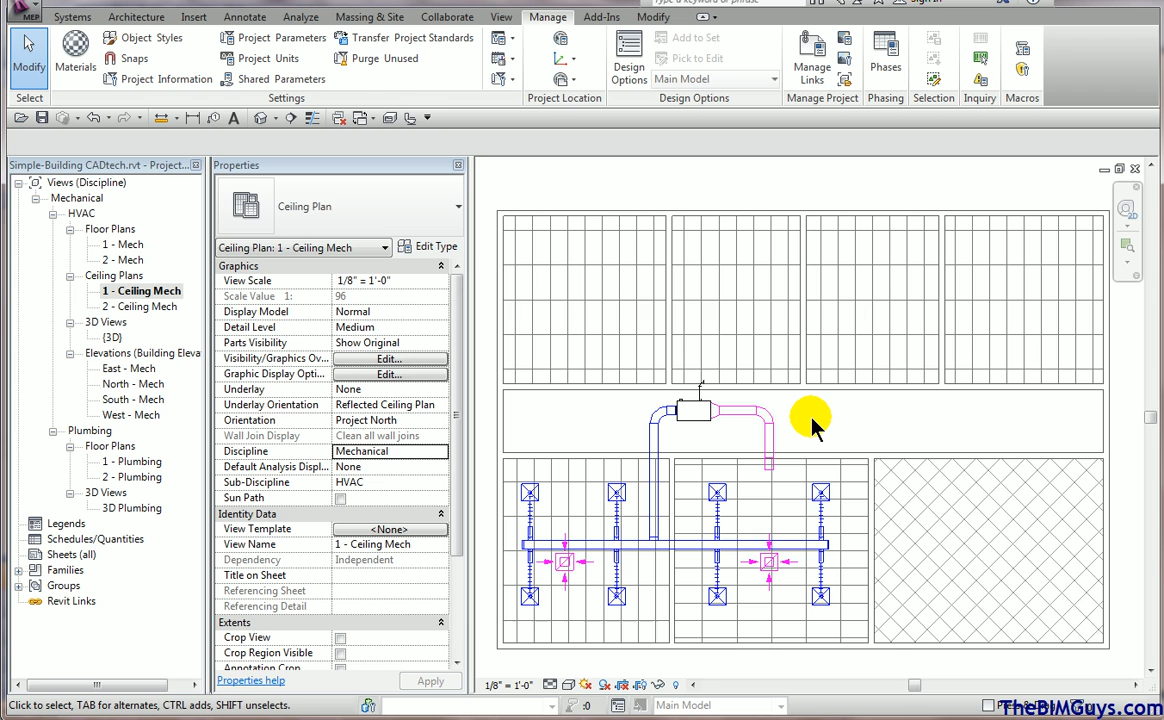 Type a keyword or phrase
Sign In
MEP
Systems Architecture Insert Annotate Analyze Massing & Site Collaborate View Manage Add-Ins Modify
Modify
Materials
Object Styles
Snaps
Project Information
Project Parameters
Project Units
Shared Parameters
Transfer Project Standards
Purge Unused
Design Options
Add to Set
Pick to Edit
Main Model
Manage Links
Phases
Select Settings Project Location Design Options Manage Project Phasing Selection Inquiry Macros
Simple-Building CADtech.rvt - Project...
Views (Discipline)
Mechanical
HVAC
Floor Plans
1 - Mech
2 - Mech
Ceiling Plans
1 - Ceiling Mech
2 - Ceiling Mech
3D Views
{3D}
Elevations (Building Eleva
East - Mech
North - Mech
South - Mech
West - Mech
Plumbing
Floor Plans
1 - Plumbing
2 - Plumbing
3D Views
3D Plumbing
Legends
Schedules/Quantities
Sheets (all)
Families
Groups
Revit Links
Properties
Ceiling Plan
Ceiling Plan: 1 - Ceiling Mech Edit Type
Graphics
View Scale 1/8" = 1'-0"
Scale Value 1: 96
Display Model Normal
Detail Level Medium
Parts Visibility Show Original
Visibility/Graphics Ov... Edit...
Graphic Display Opti... Edit...
Underlay None
Underlay Orientation Reflected Ceiling Plan
Orientation Project North
Wall Join Display Clean all wall joins
Discipline Mechanical
Default Analysis Displ... None
Sub-Discipline HVAC
Sun Path
Identity Data
View Template <None>
View Name 1 - Ceiling Mech
Dependency Independent
Title on Sheet
Referencing Sheet
Referencing Detail
Extents
Crop View
Crop Region Visible
Annotation Crop
Properties help Apply
2D
1/8" = 1'-0"
Click to select, TAB for alternates, CTRL adds, SHIFT unselects.
:0
Main Model
TheBIMGuys.com